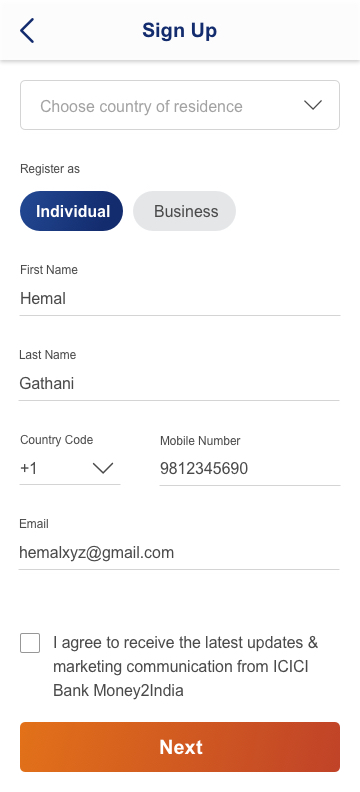 Sign Up
Choose country of residence
Register as
Individual
Business
First Name
Hemal
Last Name
Gathani
Country Code
Mobile Number
+1
9812345690
Email
hemalxyz@gmail.com
I agree to receive the latest updates &
marketing communication from ICICI
Bank Money2India
Next